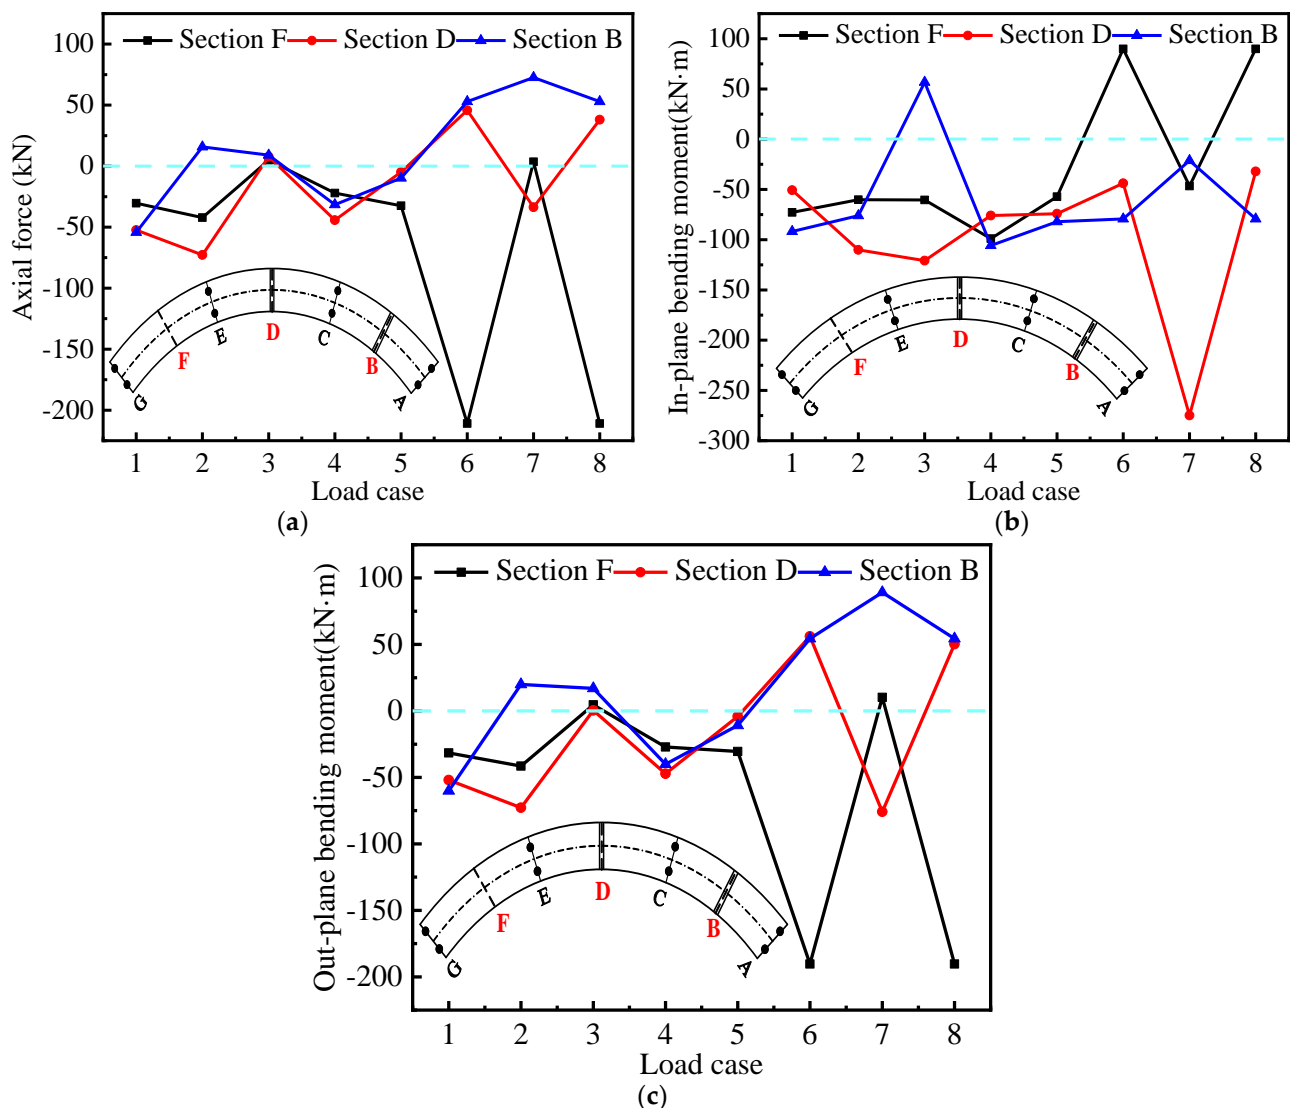 Section F Section D Section B
Axial force (kN)
100
50
0
-50
-100
-150
-200
G F E D C B A
1 2 3 4 5 6 7 8
Load case
(a)
Section F Section D Section B
In-plane bending moment(kN·m)
100
50
0
-50
-100
-150
-200
-250
-300
G F E D C B A
1 2 3 4 5 6 7 8
Load case
(b)
Section F Section D Section B
Out-plane bending moment(kN·m)
100
50
0
-50
-100
-150
-200
G F E D C B A
1 2 3 4 5 6 7 8
Load case
(c)